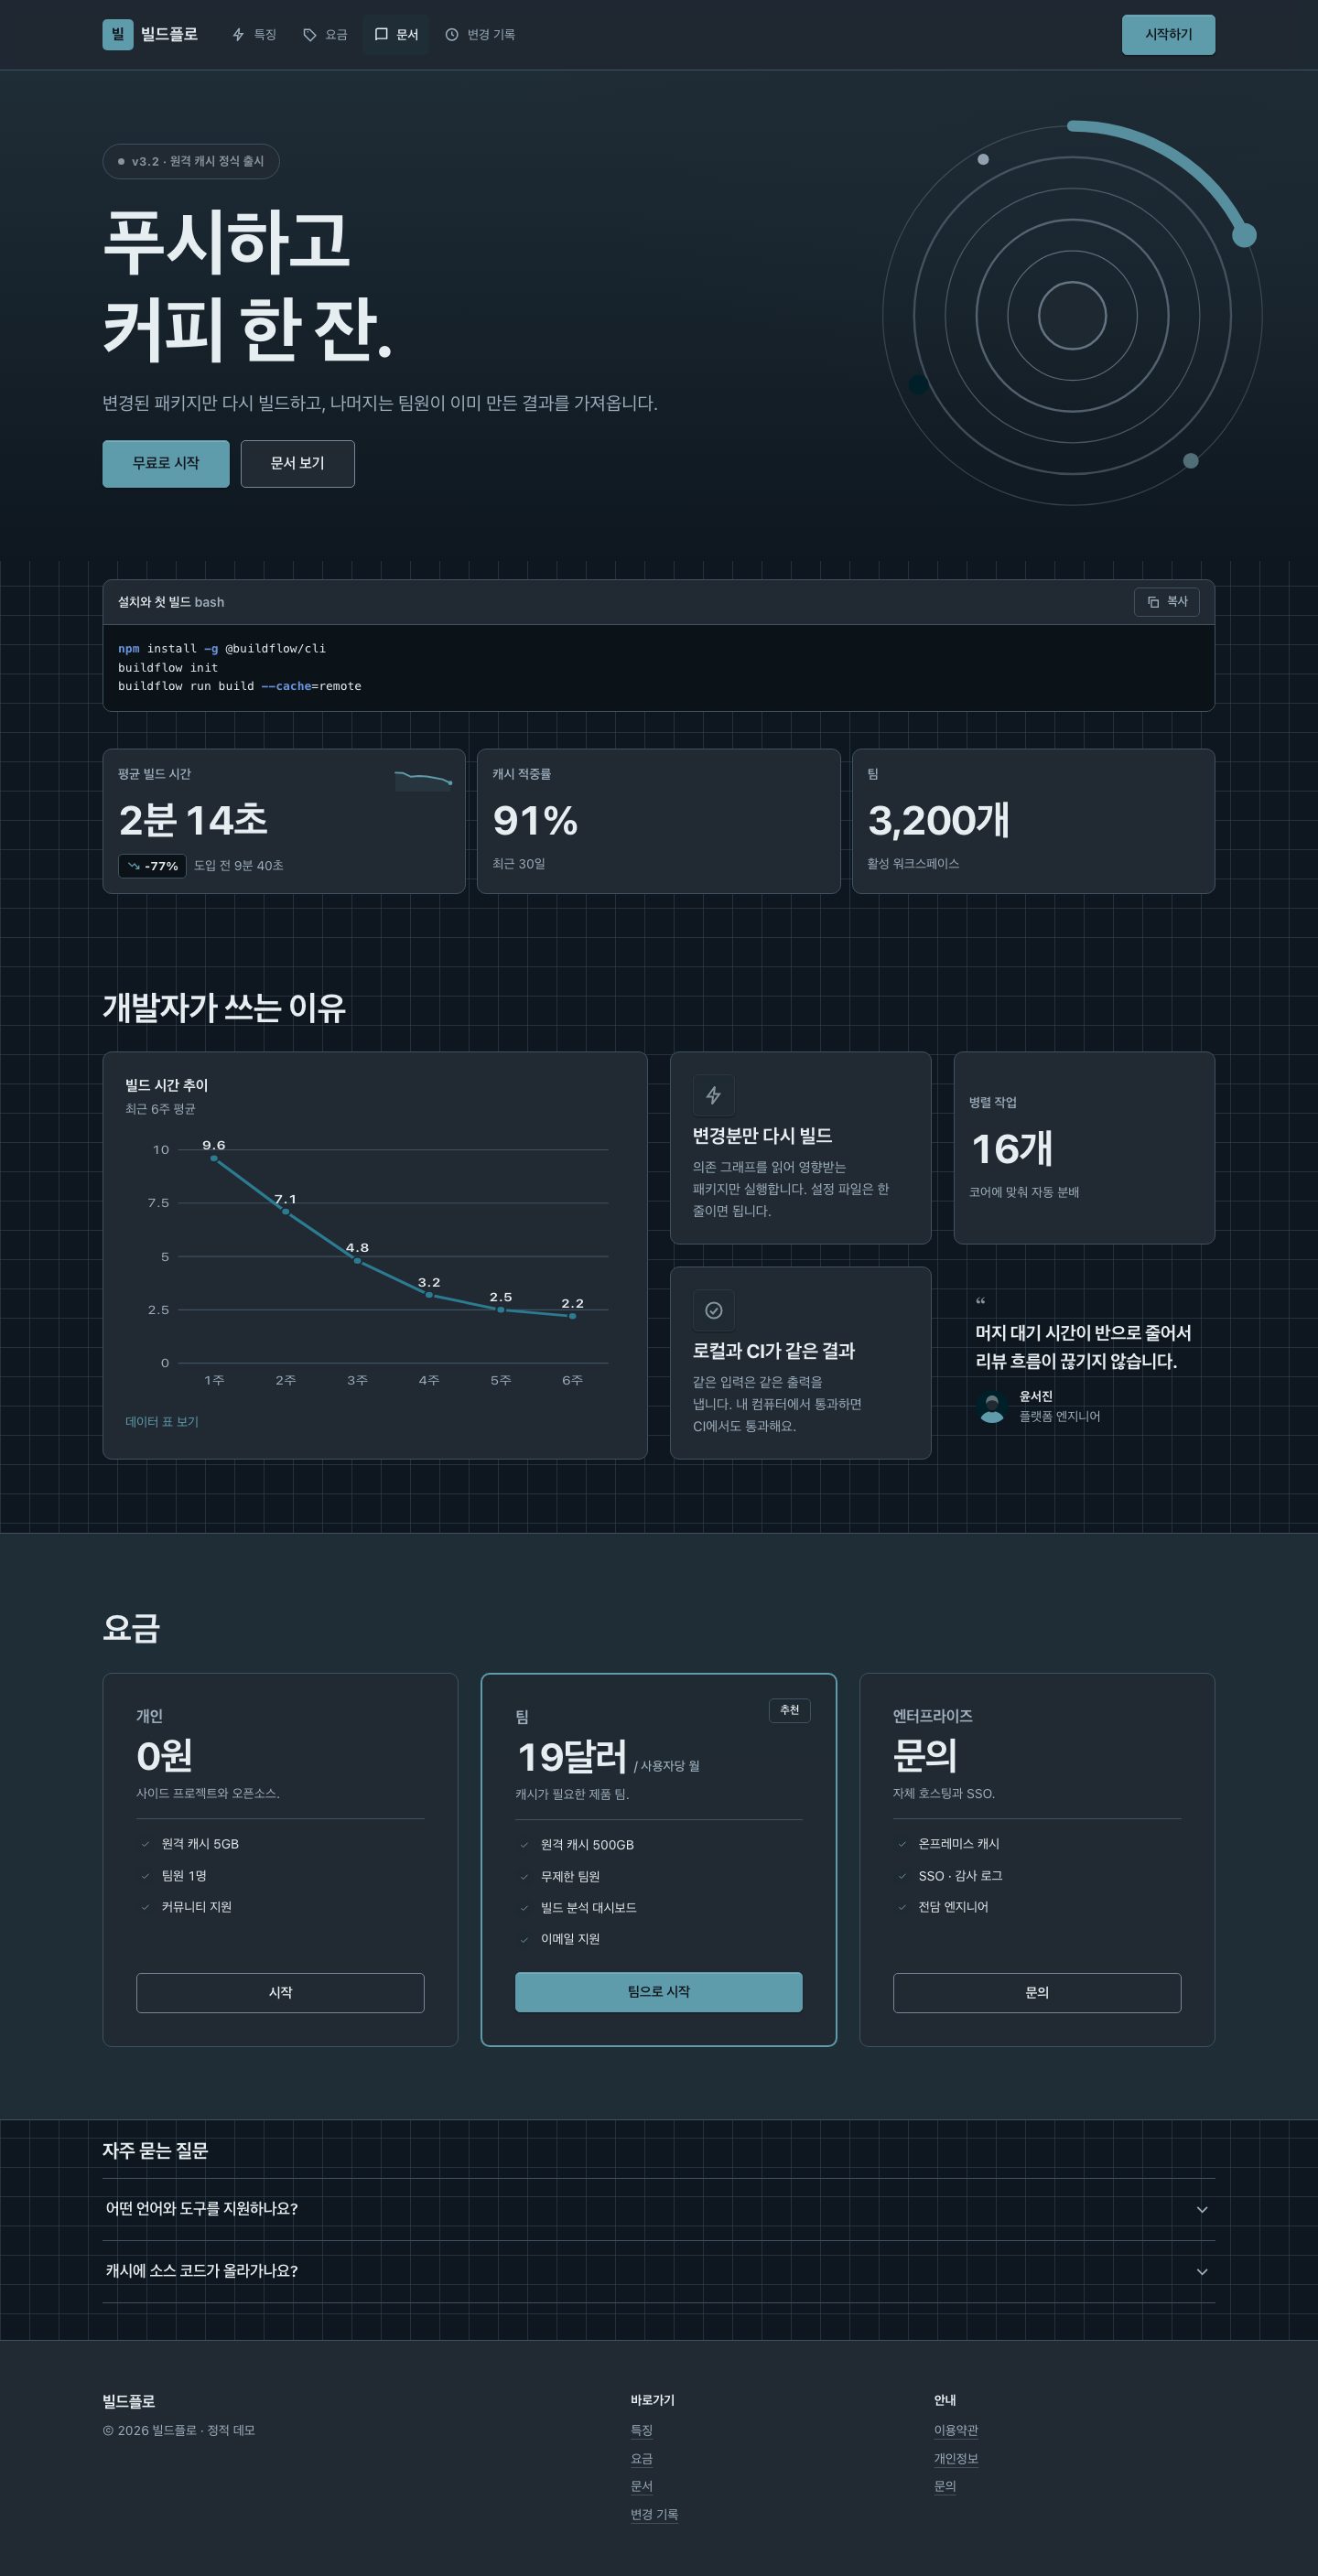 빌 빌드플로 특징 요금 문서 변경 기록 시작하기
v3.2 · 원격 캐시 정식 출시
푸시하고
커피 한 잔.
변경된 패키지만 다시 빌드하고, 나머지는 팀원이 이미 만든 결과를 가져옵니다.
무료로 시작 문서 보기
설치와 첫 빌드 bash 복사
npm install -g @buildflow/cli
buildflow init
buildflow run build --cache=remote
평균 빌드 시간
2분 14초
-77% 도입 전 9분 40초
캐시 적중률
91%
최근 30일
팀
3,200개
활성 워크스페이스
개발자가 쓰는 이유
빌드 시간 추이
최근 6주 평균
10
7.5
5
2.5
0
9.6
7.1
4.8
3.2
2.5
2.2
1주 2주 3주 4주 5주 6주
데이터 표 보기
변경분만 다시 빌드
의존 그래프를 읽어 영향받는
패키지만 실행합니다. 설정 파일은 한
줄이면 됩니다.
병렬 작업
16개
코어에 맞춰 자동 분배
로컬과 CI가 같은 결과
같은 입력은 같은 출력을
냅니다. 내 컴퓨터에서 통과하면
CI에서도 통과해요.
“
머지 대기 시간이 반으로 줄어서
리뷰 흐름이 끊기지 않습니다.
윤서진
플랫폼 엔지니어
요금
개인
0원
사이드 프로젝트와 오픈소스.
원격 캐시 5GB
팀원 1명
커뮤니티 지원
시작
팀 추천
19달러 / 사용자당 월
캐시가 필요한 제품 팀.
원격 캐시 500GB
무제한 팀원
빌드 분석 대시보드
이메일 지원
팀으로 시작
엔터프라이즈
문의
자체 호스팅과 SSO.
온프레미스 캐시
SSO · 감사 로그
전담 엔지니어
문의
자주 묻는 질문
어떤 언어와 도구를 지원하나요?
캐시에 소스 코드가 올라가나요?
빌드플로
© 2026 빌드플로 · 정적 데모
바로가기
특징
요금
문서
변경 기록
안내
이용약관
개인정보
문의